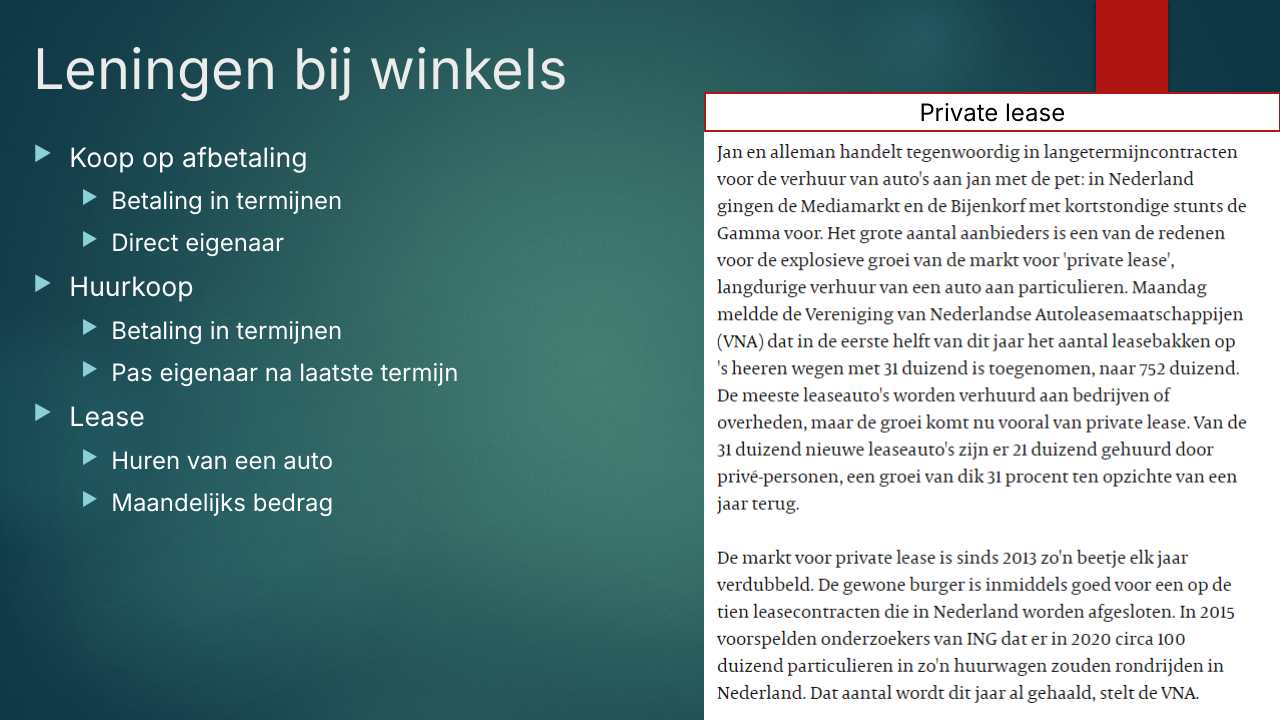 Leningen bij winkels
Koop op afbetaling
Betaling in termijnen
Direct eigenaar
Huurkoop
Betaling in termijnen
Pas eigenaar na laatste termijn
Lease
Huren van een auto
Maandelijks bedrag
Private lease
Jan en alleman handelt tegenwoordig in langetermijncontracten
voor de verhuur van auto's aan jan met de pet: in Nederland
gingen de Mediamarkt en de Bijenkorf met kortstondige stunts de
Gamma voor. Het grote aantal aanbieders is een van de redenen
voor de explosieve groei van de markt voor 'private lease',
langdurige verhuur van een auto aan particulieren. Maandag
meldde de Vereniging van Nederlandse Autoleasemaatschappijen
(VNA) dat in de eerste helft van dit jaar het aantal leasebakken op
's heeren wegen met 31 duizend is toegenomen, naar 752 duizend.
De meeste leaseauto's worden verhuurd aan bedrijven of
overheden, maar de groei komt nu vooral van private lease. Van de
31 duizend nieuwe leaseauto's zijn er 21 duizend gehuurd door
privé-personen, een groei van dik 31 procent ten opzichte van een
jaar terug.
De markt voor private lease is sinds 2013 zo'n beetje elk jaar
verdubbeld. De gewone burger is inmiddels goed voor een op de
tien leasecontracten die in Nederland worden afgesloten. In 2015
voorspelden onderzoekers van ING dat er in 2020 circa 100
duizend particulieren in zo'n huurwagen zouden rondrijden in
Nederland. Dat aantal wordt dit jaar al gehaald, stelt de VNA.